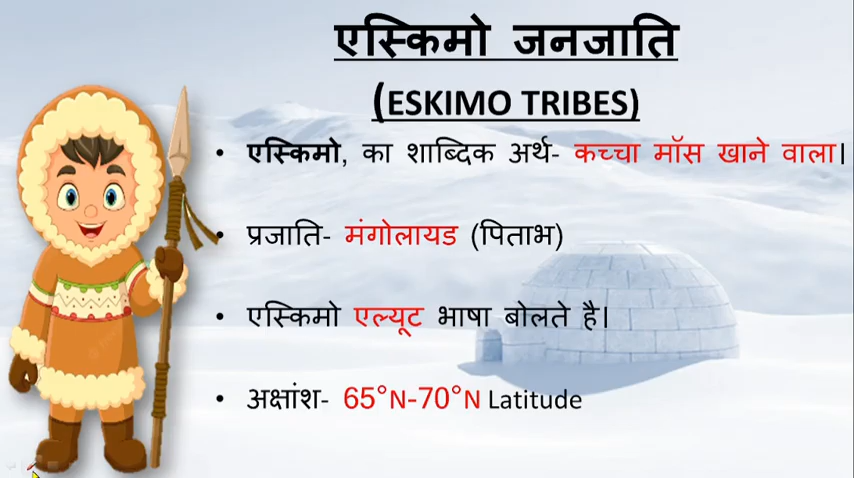 एस्किमो जनजाति
(ESKIMO TRIBES)
• एस्किमो, का शाब्दिक अर्थ- कच्चा मॉस खाने वाला।
• प्रजाति- मंगोलायड (पिताभ)
• एस्किमो एल्यूट भाषा बोलते है।
• अक्षांश- 65°N-70°N Latitude